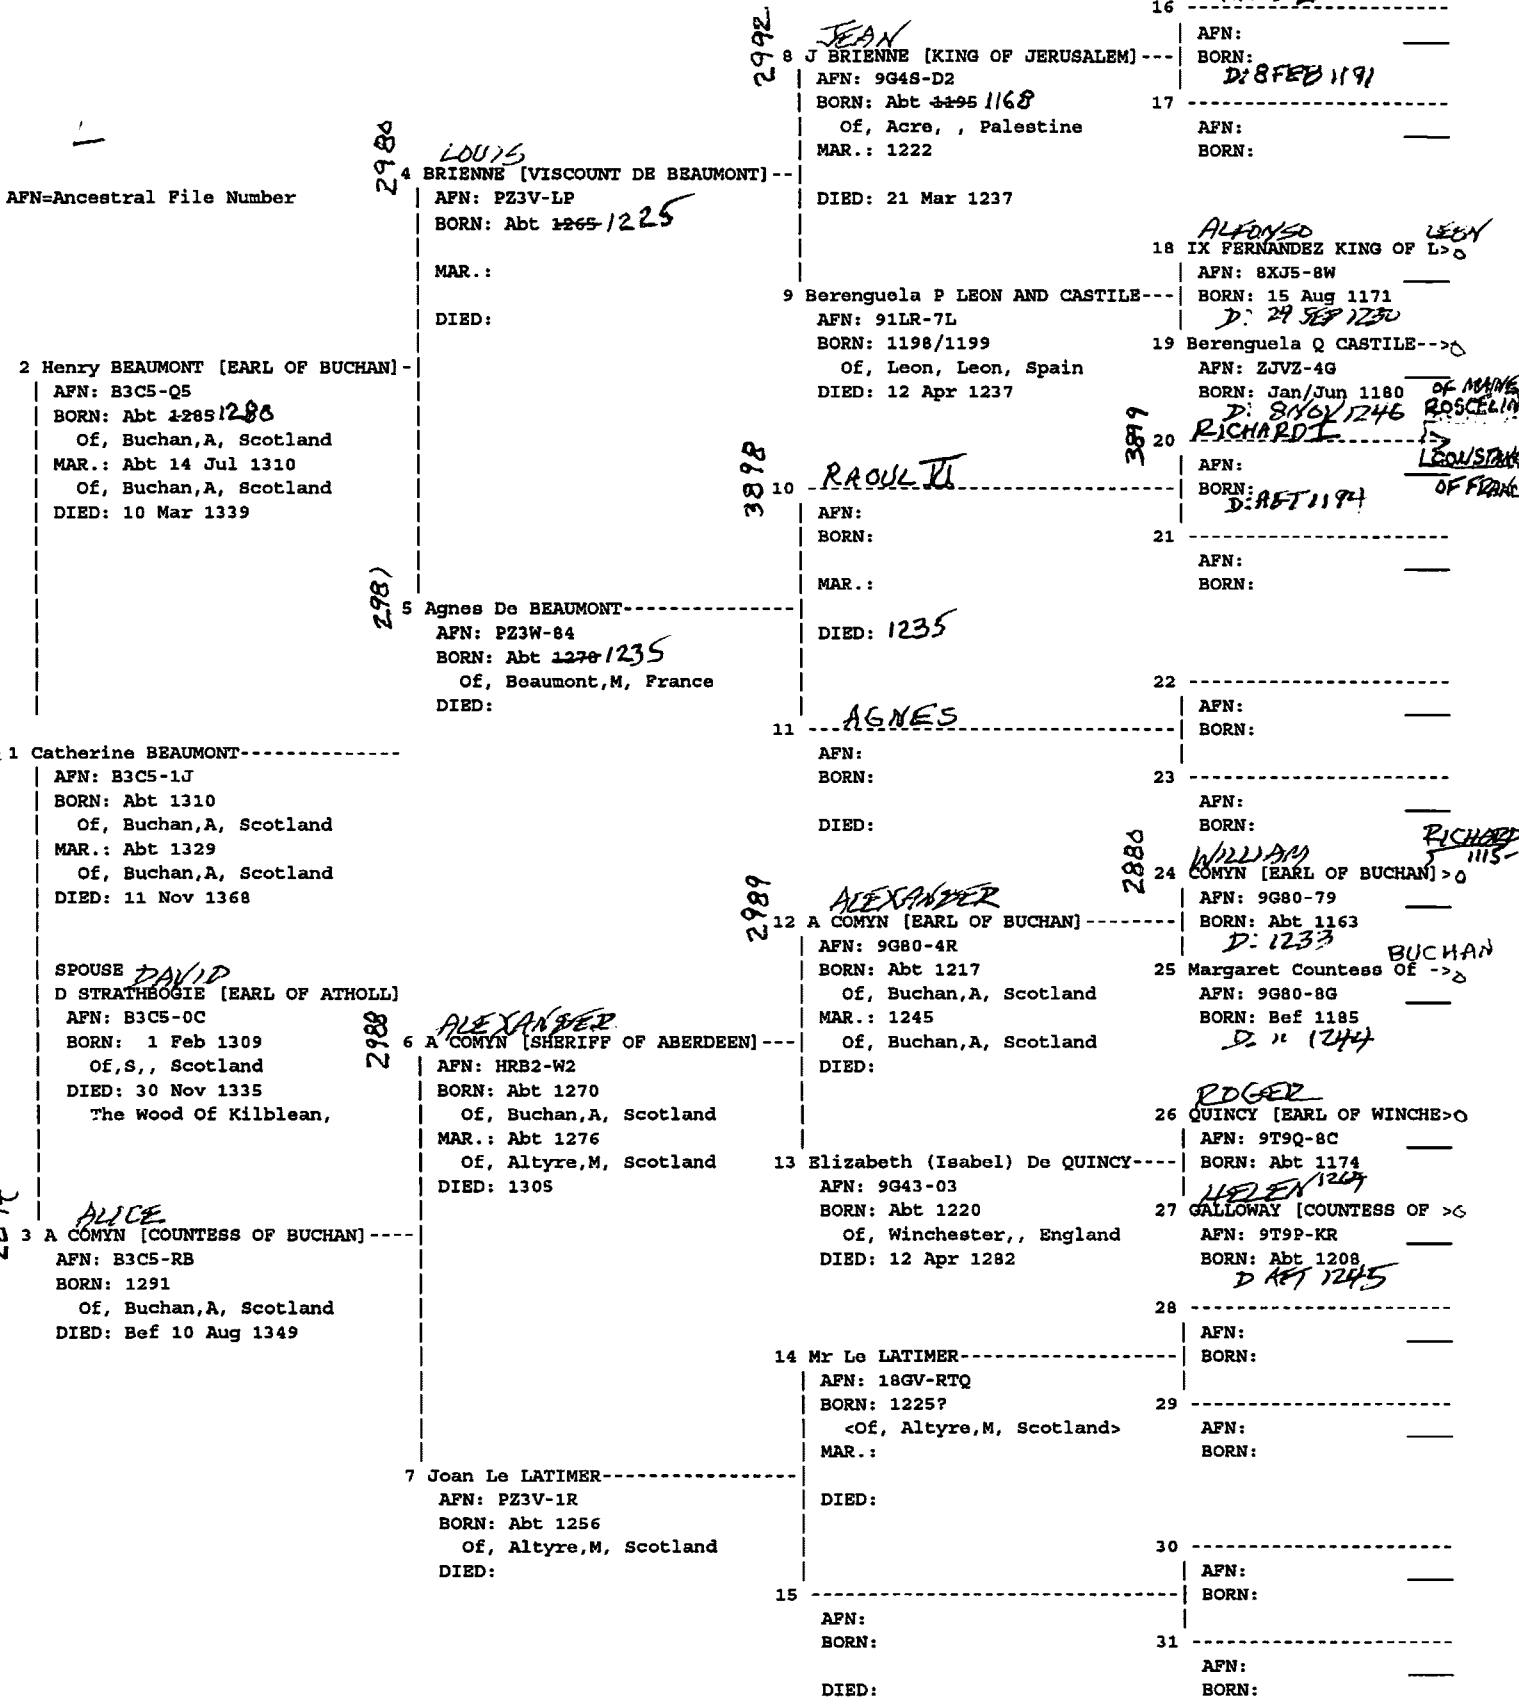 AFN=Ancestral File Number
1 Catherine BEAUMONT--------------
AFN: B3C5-1J
BORN: Abt 1310
Of, Buchan,A, Scotland
MAR.: Abt 1329
Of, Buchan,A, Scotland
DIED: 11 Nov 1368
SPOUSE DAVID
D STRATHBOGIE [EARL OF ATHOLL]
AFN: B3C5-0C
BORN: 1 Feb 1309
Of,S,, Scotland
DIED: 30 Nov 1335
The Wood Of Kilblean,
2 Henry BEAUMONT [EARL OF BUCHAN]-
AFN: B3C5-Q5
BORN: Abt 1285 1280
Of, Buchan,A, Scotland
MAR.: Abt 14 Jul 1310
Of, Buchan,A, Scotland
DIED: 10 Mar 1339
ALICE
3 A COMYN [COUNTESS OF BUCHAN]----
AFN: B3C5-RB
BORN: 1291
Of, Buchan,A, Scotland
DIED: Bef 10 Aug 1349
2980
LOUIS
4 BRIENNE [VISCOUNT DE BEAUMONT]--
AFN: PZ3V-LP
BORN: Abt 1265 1225
MAR.:
DIED:
2981
5 Agnes De BEAUMONT---------------
AFN: PZ3W-84
BORN: Abt 1270 1235
Of, Beaumont,M, France
DIED:
2988
ALEXANDER
6 A COMYN [SHERIFF OF ABERDEEN]---
AFN: HRB2-W2
BORN: Abt 1270
Of, Buchan,A, Scotland
MAR.: Abt 1276
Of, Altyre,M, Scotland
DIED: 1305
7 Joan Le LATIMER-----------------
AFN: PZ3V-1R
BORN: Abt 1256
Of, Altyre,M, Scotland
DIED:
2992
JEAN
8 J BRIENNE [KING OF JERUSALEM]---
AFN: 9G4S-D2
BORN: Abt 1195 1168
Of, Acre, , Palestine
MAR.: 1222
DIED: 21 Mar 1237
9 Berenguela P LEON AND CASTILE---
AFN: 91LR-7L
BORN: 1198/1199
Of, Leon, Leon, Spain
DIED: 12 Apr 1237
3898
10 RAOUL VI
AFN:
BORN:
MAR.:
DIED: 1235
11 AGNES
AFN:
BORN:
DIED:
2989
ALEXANDER
12 A COMYN [EARL OF BUCHAN]--------
AFN: 9G80-4R
BORN: Abt 1217
Of, Buchan,A, Scotland
MAR.: 1245
Of, Buchan,A, Scotland
DIED:
13 Elizabeth (Isabel) De QUINCY----
AFN: 9G43-03
BORN: Abt 1220
Of, Winchester,, England
DIED: 12 Apr 1282
14 Mr Le LATIMER-------------------
AFN: 18GV-RTQ
BORN: 1225?
<Of, Altyre,M, Scotland>
MAR.:
DIED:
15 --------------------------------
AFN:
BORN:
DIED:
16 -----------------------
AFN:
BORN:
D: 8 FEB 1191
17 -----------------------
AFN:
BORN:
ALFONSO LEON
18 IX FERNANDEZ KING OF L>
AFN: 8XJ5-8W
BORN: 15 Aug 1171
D: 24 SEP 1230
19 Berenguela Q CASTILE-->
AFN: ZJVZ-4G
BORN: Jan/Jun 1180
D: 8 NOV 1246
OF MAINE
ROSCELIN
3899
20 RICHARD I
AFN:
BORN:
D: AFT 1194
CONSTANCE
OF FRANC
21 -----------------------
AFN:
BORN:
22 -----------------------
AFN:
BORN:
23 -----------------------
AFN:
BORN:
RICHARD
1115-
2880
WILLIAM
24 COMYN [EARL OF BUCHAN]>
AFN: 9G80-79
BORN: Abt 1163
D: 1233
BUCHAN
25 Margaret Countess Of ->
AFN: 9G80-8G
BORN: Bef 1185
D. " 1244
ROGER
26 QUINCY [EARL OF WINCHE>
AFN: 9T9Q-8C
BORN: Abt 1174
1264
HELEN
27 GALLOWAY [COUNTESS OF >
AFN: 9T9P-KR
BORN: Abt 1208
D AFT 1245
28 -----------------------
AFN:
BORN:
29 -----------------------
AFN:
BORN:
30 -----------------------
AFN:
BORN:
31 -----------------------
AFN:
BORN: